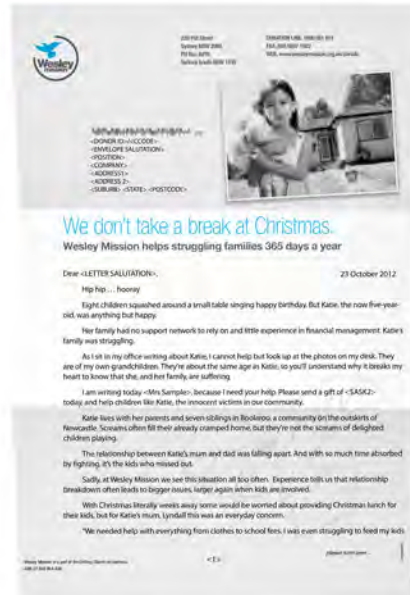 Wesley
220 Pitt Street
Sydney NSW 2000
PO Box A5555
Sydney South NSW 1235
<DONOR ID>/<CCODE>
<ENVELOPE SALUTATION>
<POSITION>
<COMPANY>
<ADDRESS1>
<ADDRESS 2>
<SUBURB> <STATE> <POSTCODE>
We don't take a break at Christmas.
Wesley Mission helps struggling families 365 days a year
Dear <LETTER SALUTATION>,
23 October 2012
Hip hip . . . hooray
Eight children squashed around a small table singing happy birthday. But Katie, the now five-year-
old, was anything but happy.
Her family had no support network to rely on and little experience in financial management. Katie's
family was struggling.
As I sit in my office writing about Katie, I cannot help but look up at the photos on my desk. They
are of my own grandchildren. They're about the same age as Katie, so you'll understand why it breaks my
heart to know that she, and her family, are suffering.
I am writing today <Mrs Sample>, because I need your help. Please send a gift of <$ASK2>
today and help children like Katie, the innocent victims in our community.
Katie lives with her parents and seven siblings in Booleroo, a community on the outskirts of
Newcastle. Screams often fill their already cramped home, but they're not the screams of delighted
children playing.
The relationship between Katie's mum and dad was falling apart. And with so much time absorbed
by fighting, it's the kids who missed out.
Sadly, at Wesley Mission we see this situation all too often. Experience tells us that relationship
breakdown often leads to bigger issues, larger again when kids are involved.
With Christmas literally weeks away some would be worried about providing Christmas lunch for
their kids, but for Katie's mum, Lyndall this was an everyday concern.
"We needed help with everything from clothes to school fees. I was even struggling to feed my kids
<1>